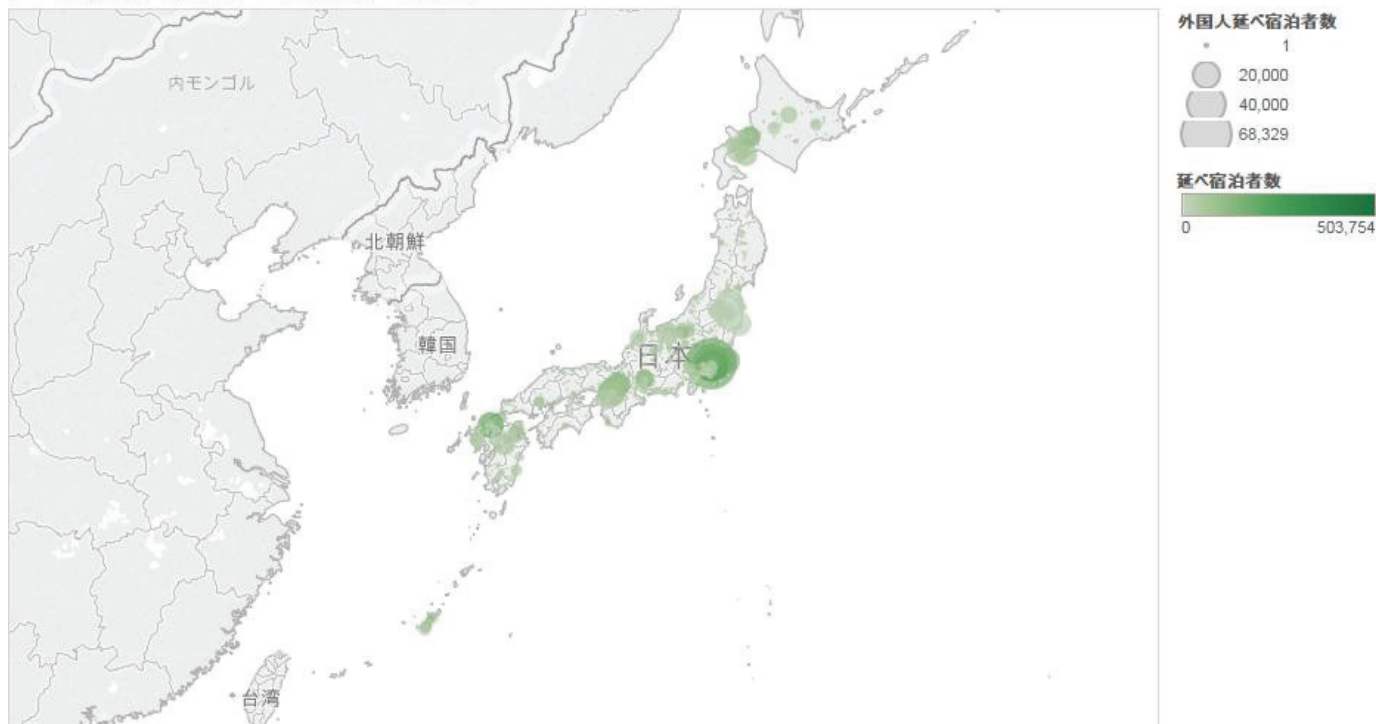 内モンゴル
北朝鮮
韓国
日本
台湾
外国人延べ宿泊者数
1
20,000
40,000
68,329
延べ宿泊者数
0
503,754